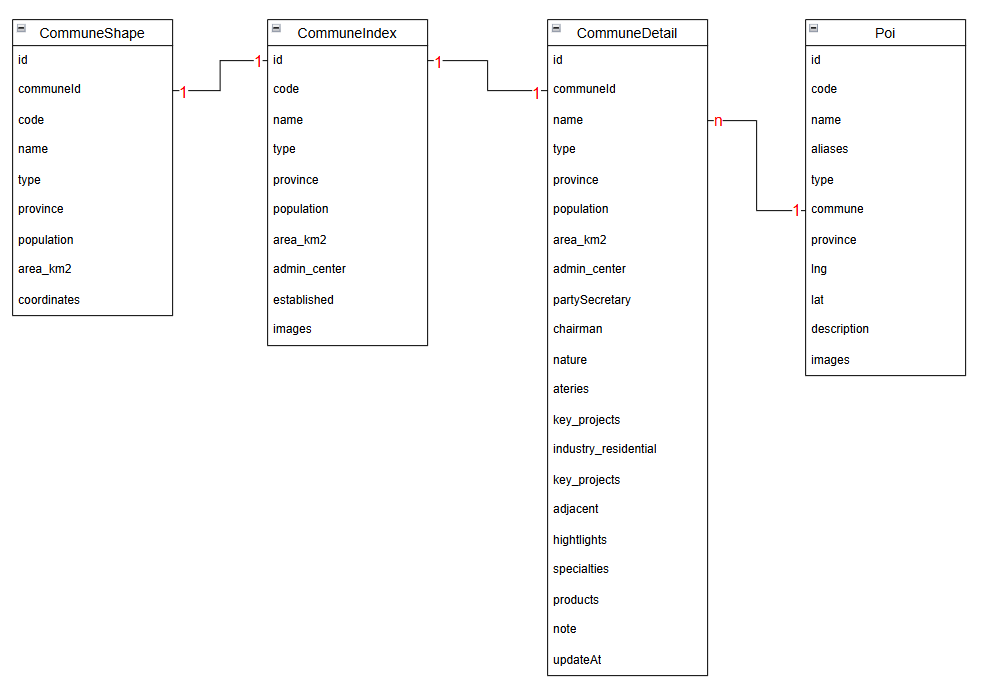 CommuneShape
id
communeId
code
name
type
province
population
area_km2
coordinates
1
1
CommuneIndex
id
code
name
type
province
population
area_km2
admin_center
established
images
1
1
CommuneDetail
id
communeId
name
type
province
population
area_km2
admin_center
partySecretary
chairman
nature
ateries
key_projects
industry_residential
key_projects
adjacent
hightlights
specialties
products
note
updateAt
n
1
Poi
id
code
name
aliases
type
commune
province
lng
lat
description
images